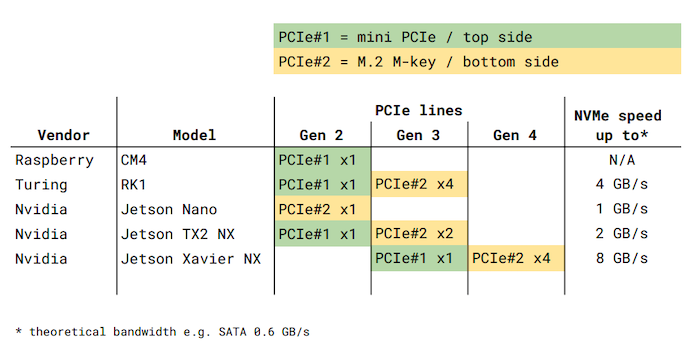 PCIe#1 = mini PCIe / top side
PCIe#2 = M.2 M-key / bottom side
PCIe lines NVMe speed
Vendor Model Gen 2 Gen 3 Gen 4 up to*
Raspberry CM4 PCIe#1 x1 N/A
Turing RK1 PCIe#1 x1 PCIe#2 x4 4 GB/s
Nvidia Jetson Nano PCIe#2 x1 1 GB/s
Nvidia Jetson TX2 NX PCIe#1 x1 PCIe#2 x2 2 GB/s
Nvidia Jetson Xavier NX PCIe#1 x1 PCIe#2 x4 8 GB/s
* theoretical bandwidth e.g. SATA 0.6 GB/s